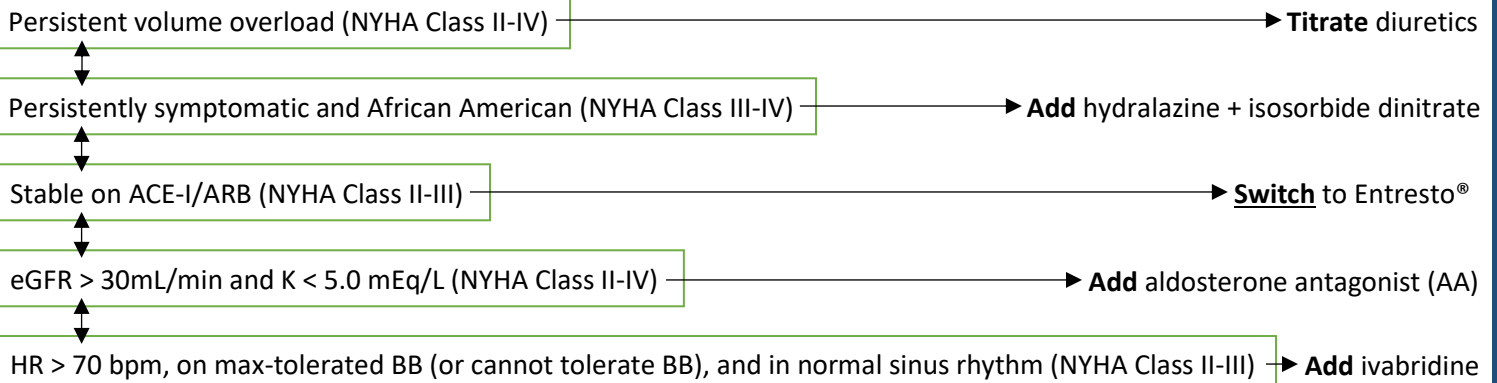 Persistent volume overload (NYHA Class II-IV) Titrate diuretics
Persistently symptomatic and African American (NYHA Class III-IV) Add hydralazine + isosorbide dinitrate
Stable on ACE-I/ARB (NYHA Class II-III) Switch to Entresto®
eGFR > 30mL/min and K < 5.0 mEq/L (NYHA Class II-IV) Add aldosterone antagonist (AA)
HR > 70 bpm, on max-tolerated BB (or cannot tolerate BB), and in normal sinus rhythm (NYHA Class II-III) Add ivabridine